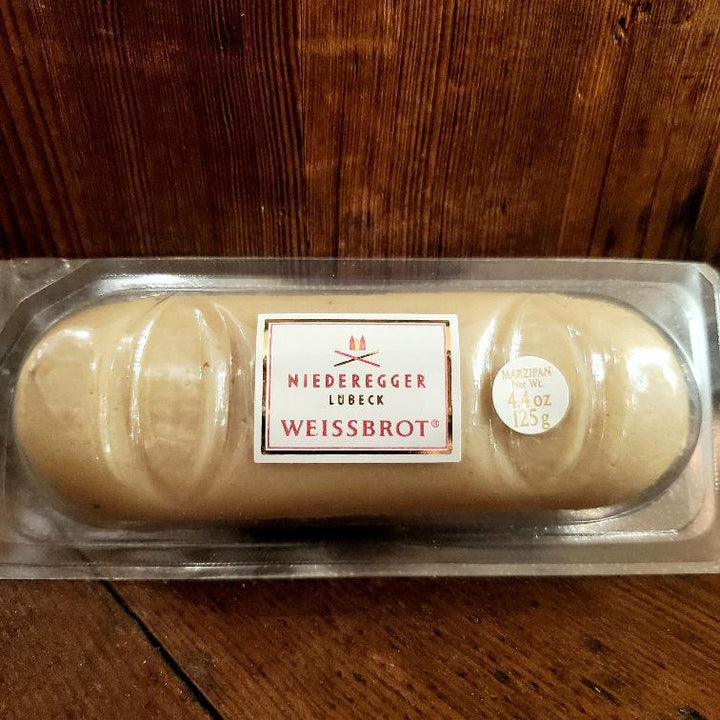 NIEDEREGGER
LÜBECK
WEISSBROT®
MARZIPAN
Net Wt.
4.4 oz
125 g